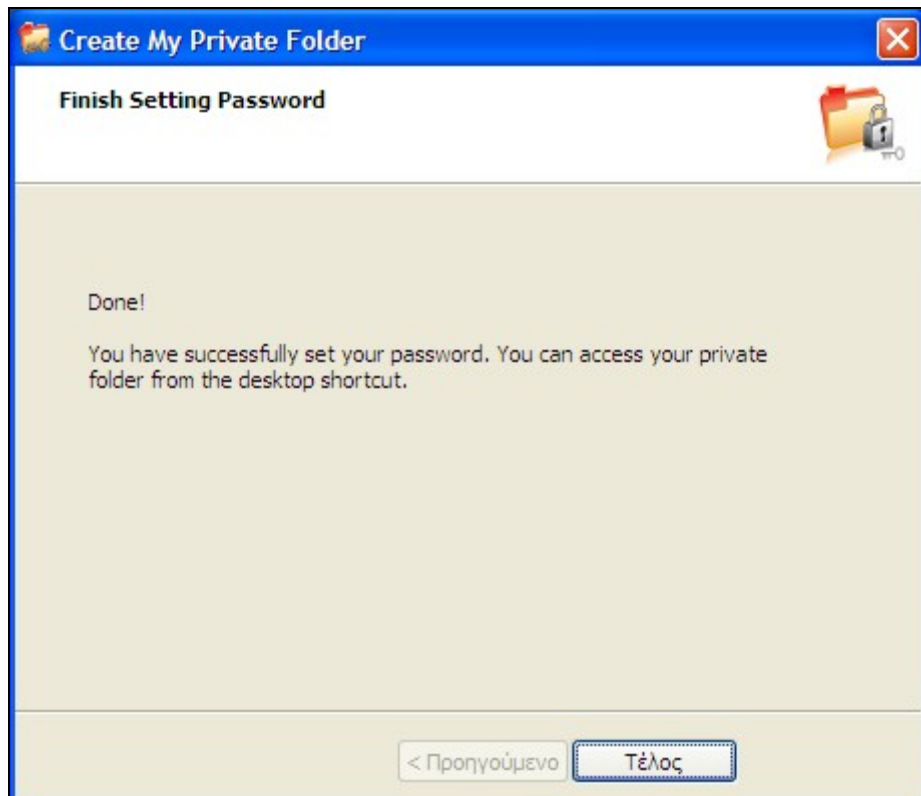 Create My Private Folder
Finish Setting Password
Done!
You have successfully set your password. You can access your private
folder from the desktop shortcut.
< Προηγούμενο
Τέλος